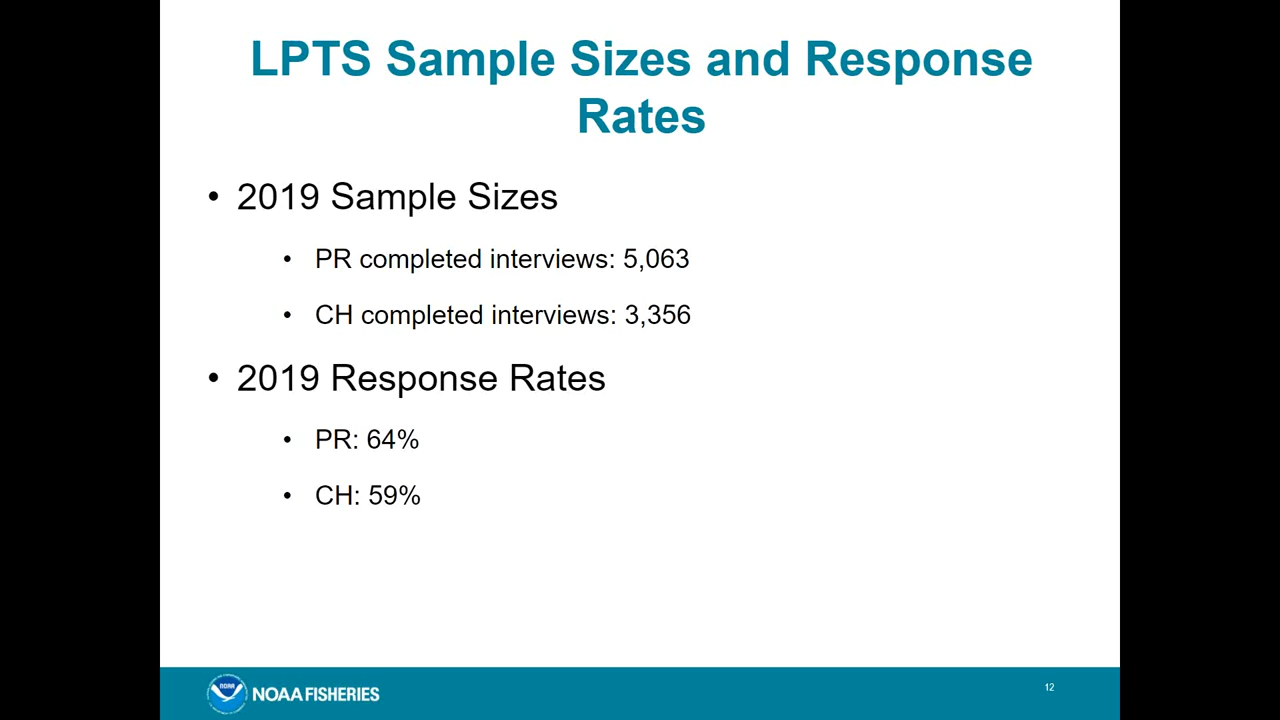 LPTS Sample Sizes and Response
Rates
• 2019 Sample Sizes
• PR completed interviews: 5,063
• CH completed interviews: 3,356
• 2019 Response Rates
• PR: 64%
• CH: 59%
NOAA
NOAA FISHERIES
12